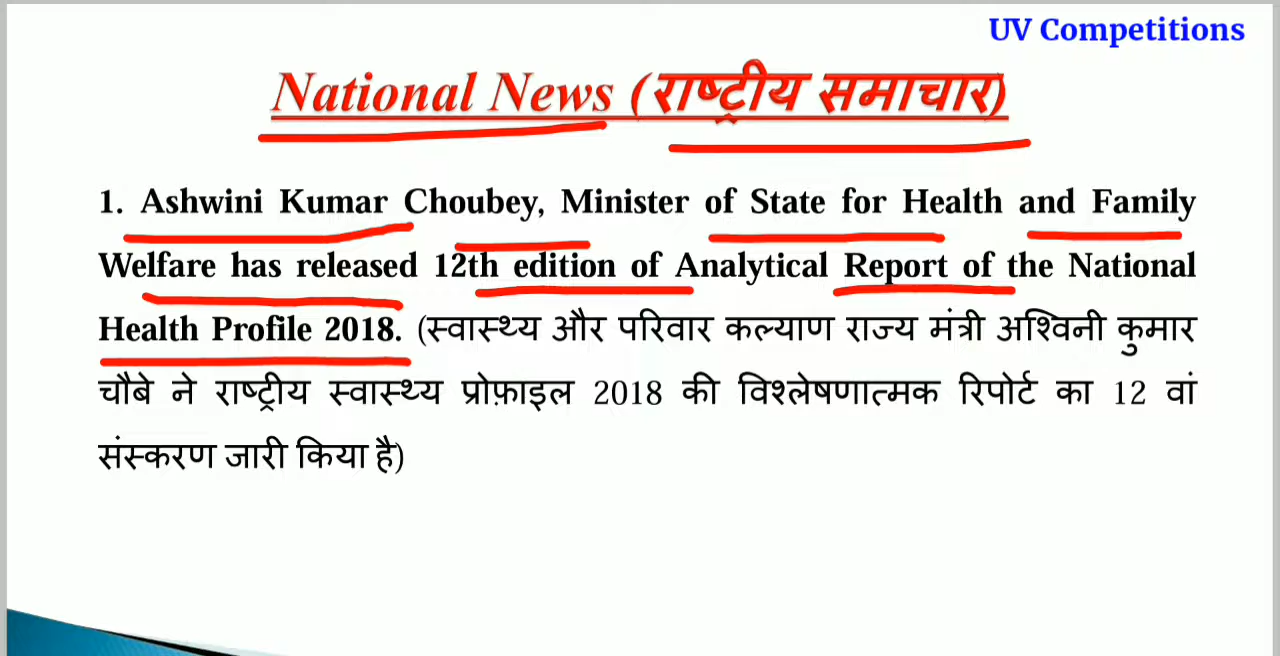 UV Competitions
National News (राष्ट्रीय समाचार)
1. Ashwini Kumar Choubey, Minister of State for Health and Family
Welfare has released 12th edition of Analytical Report of the National
Health Profile 2018. (स्वास्थ्य और परिवार कल्याण राज्य मंत्री अश्विनी कुमार
चौबे ने राष्ट्रीय स्वास्थ्य प्रोफ़ाइल 2018 की विश्लेषणात्मक रिपोर्ट का 12 वां
संस्करण जारी किया है)